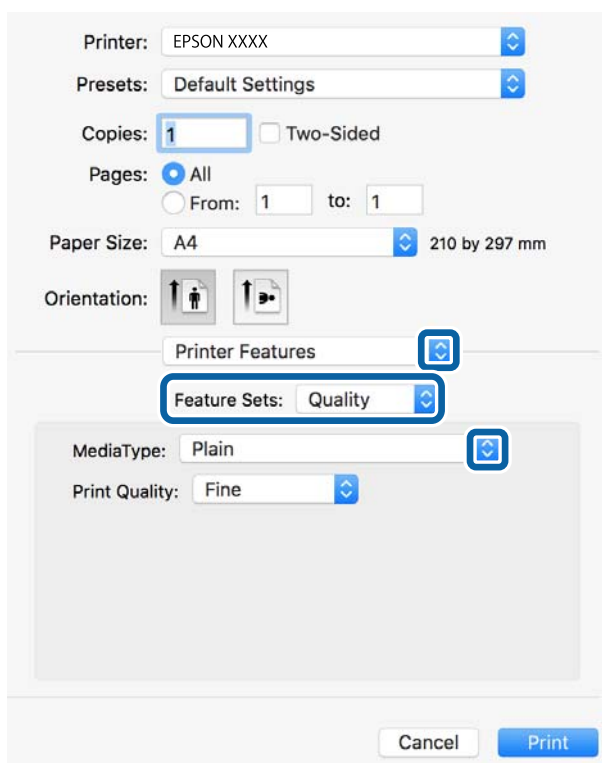 Printer: EPSON XXXX
Presets: Default Settings
Copies: 1 Two-Sided
Pages: All
From: 1 to: 1
Paper Size: A4 210 by 297 mm
Orientation:
Printer Features
Feature Sets: Quality
MediaType: Plain
Print Quality: Fine
Cancel Print